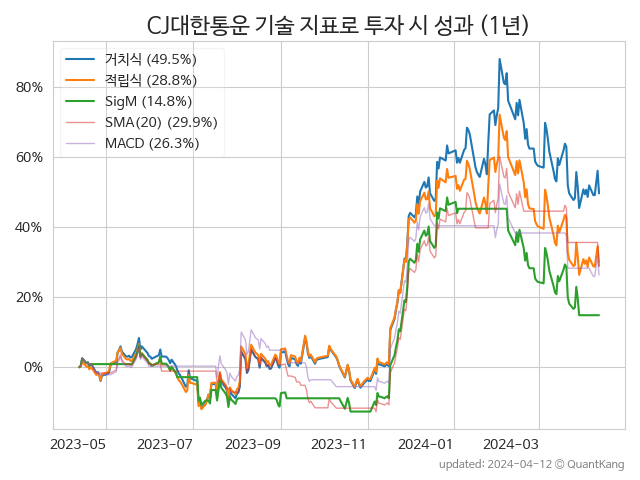 CJ대한통운 기술 지표로 투자 시 성과 (1년)
거치식 (49.5%)
적립식 (28.8%)
SigM (14.8%)
SMA(20) (29.9%)
MACD (26.3%)
80%
60%
40%
20%
0%
2023-05 2023-07 2023-09 2023-11 2024-01 2024-03
updated: 2024-04-12 © QuantKang